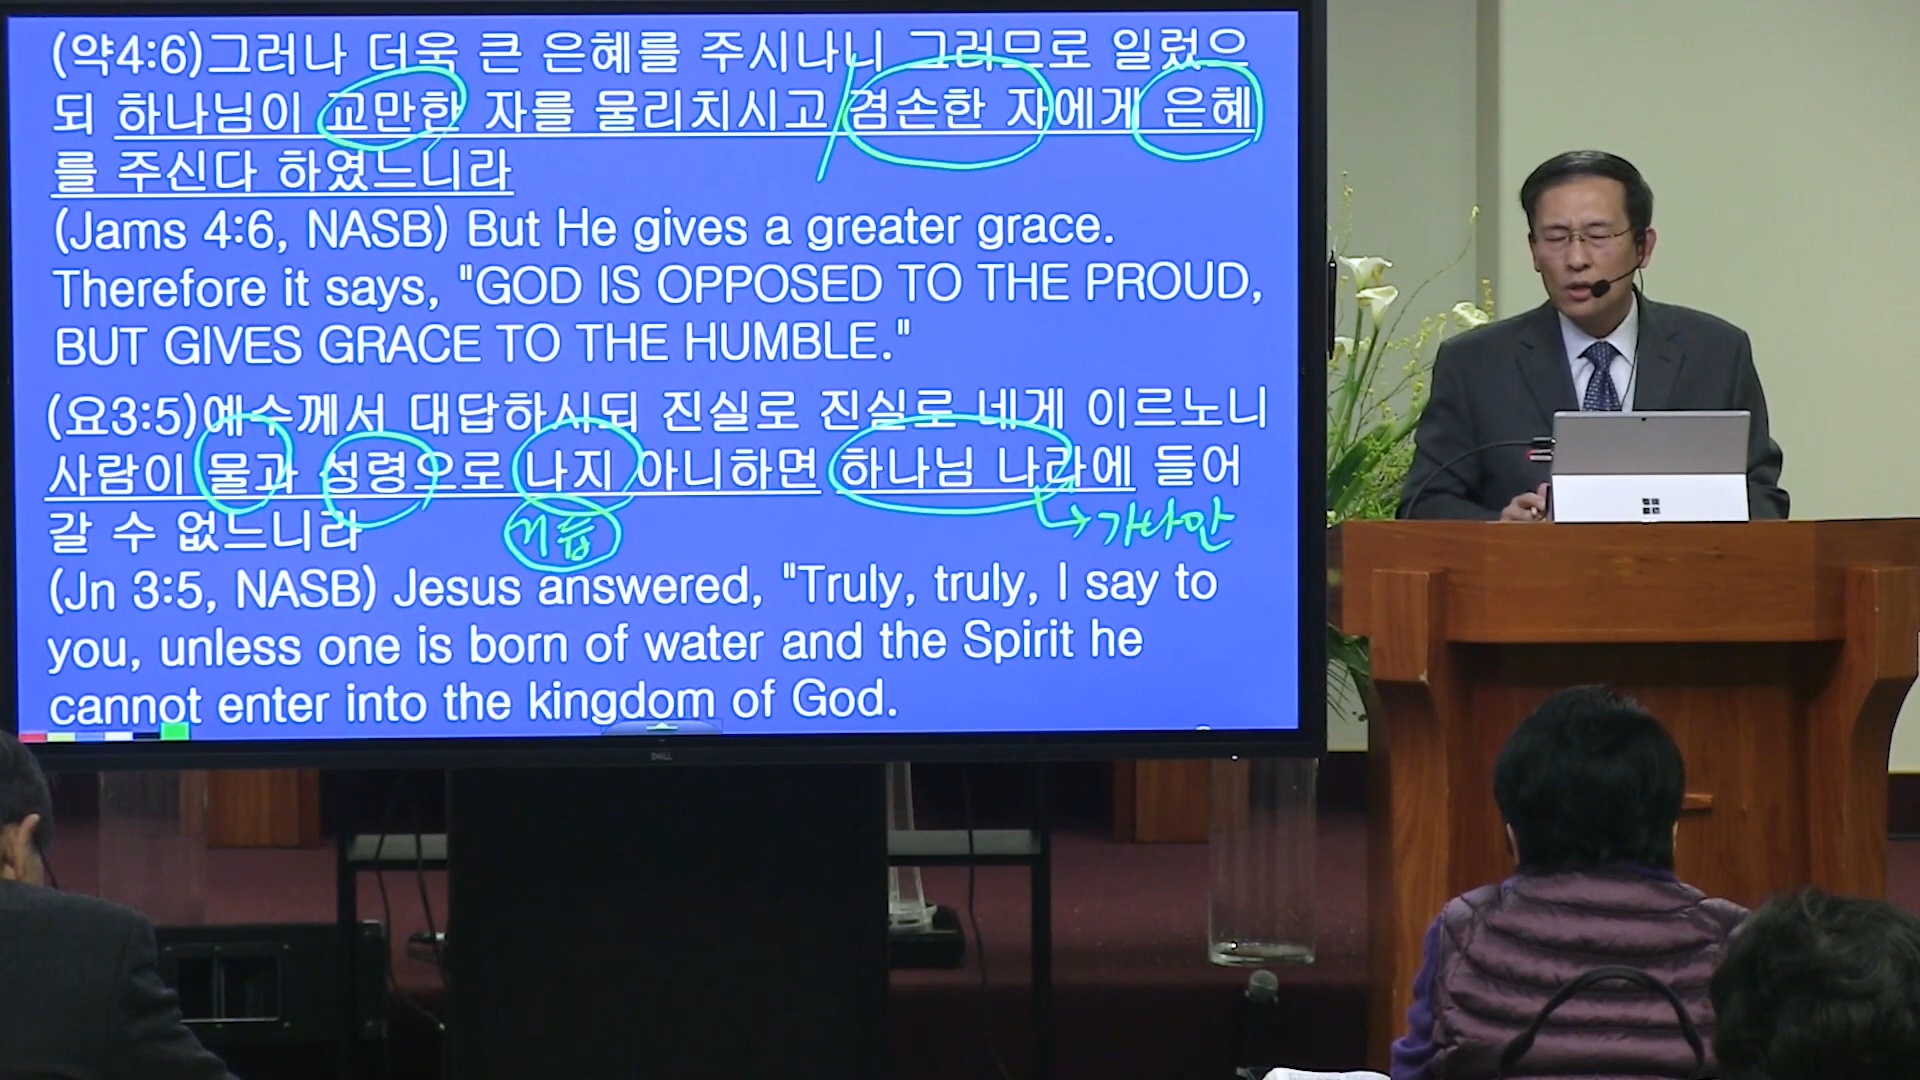 (약4:6)그러나 더욱 큰 은혜를 주시나니 그러므로 일렀으
되 하나님이 교만한 자를 물리치시고 겸손한 자에게 은혜
를 주신다 하였느니라
(Jams 4:6, NASB) But He gives a greater grace.
Therefore it says, "GOD IS OPPOSED TO THE PROUD,
BUT GIVES GRACE TO THE HUMBLE."
(요3:5)예수께서 대답하시되 진실로 진실로 네게 이르노니
사람이 물과 성령으로 나지 아니하면 하나님 나라에 들어
갈 수 없느니라
거듭
가나안
(Jn 3:5, NASB) Jesus answered, "Truly, truly, I say to
you, unless one is born of water and the Spirit he
cannot enter into the kingdom of God.
DELL